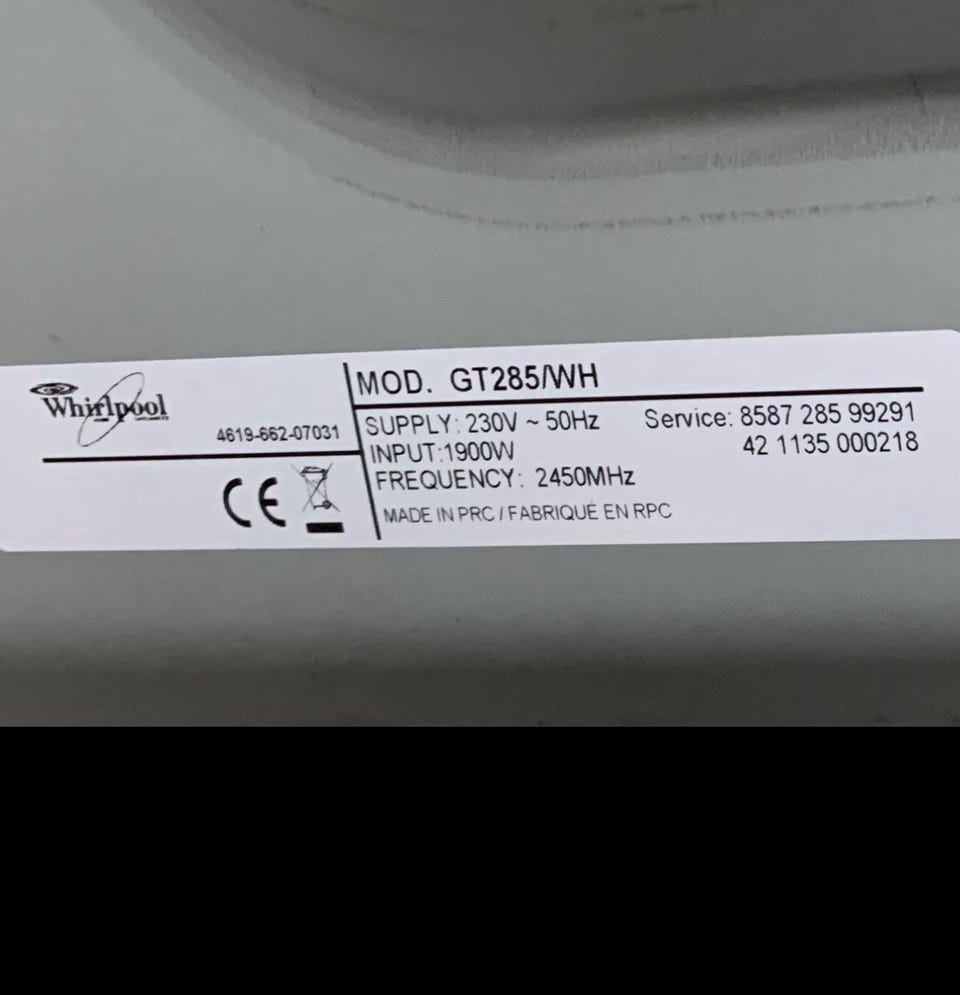 Whirlpool
4619-662-07031
MOD. GT285/WH
SUPPLY: 230V ~ 50Hz
INPUT:1900W
FREQUENCY: 2450MHz
MADE IN PRC / FABRIQUÉ EN RPC
Service: 8587 285 99291
42 1135 000218
CE